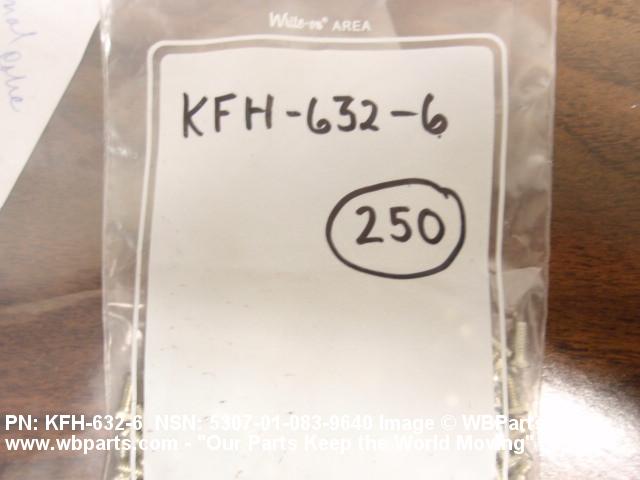 Write-on® AREA
nal
KFH-632-6
250
PN: KFH-632-6 NSN: 5307-01-083-9640 Image © WBParts
www.wbparts.com - "Our Parts Keep the World Moving"